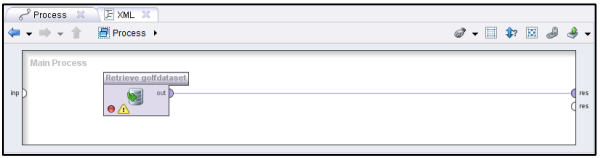 Process
XML
Process
Main Process
Retrieve golfdataset
inp
out
res
res